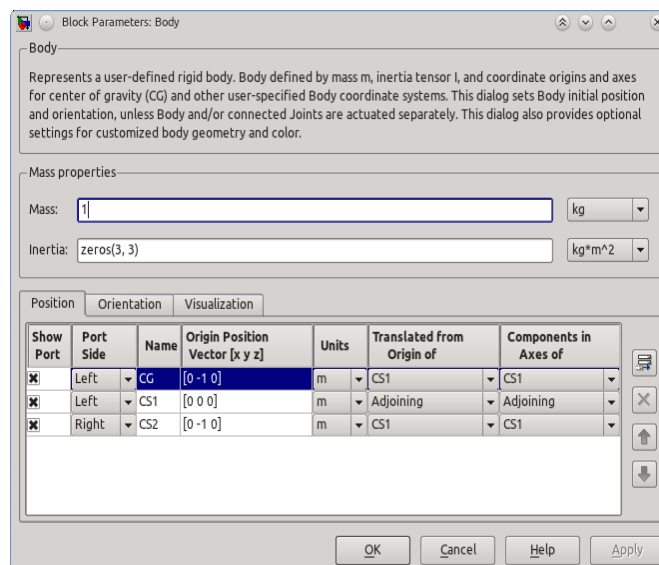 Block Parameters: Body
Body
Represents a user-defined rigid body. Body defined by mass m, inertia tensor I, and coordinate origins and axes
for center of gravity (CG) and other user-specified Body coordinate systems. This dialog sets Body initial position
and orientation, unless Body and/or connected Joints are actuated separately. This dialog also provides optional
settings for customized body geometry and color.
Mass properties
Mass: 1 kg
Inertia: zeros(3, 3) kg*m^2
Position Orientation Visualization
Show Port Port Side Name Origin Position Vector [x y z] Units Translated from Origin of Components in Axes of
Left CG [0 -1 0] m CS1 CS1
Left CS1 [0 0 0] m Adjoining Adjoining
Right CS2 [0 -1 0] m CS1 CS1
OK Cancel Help Apply